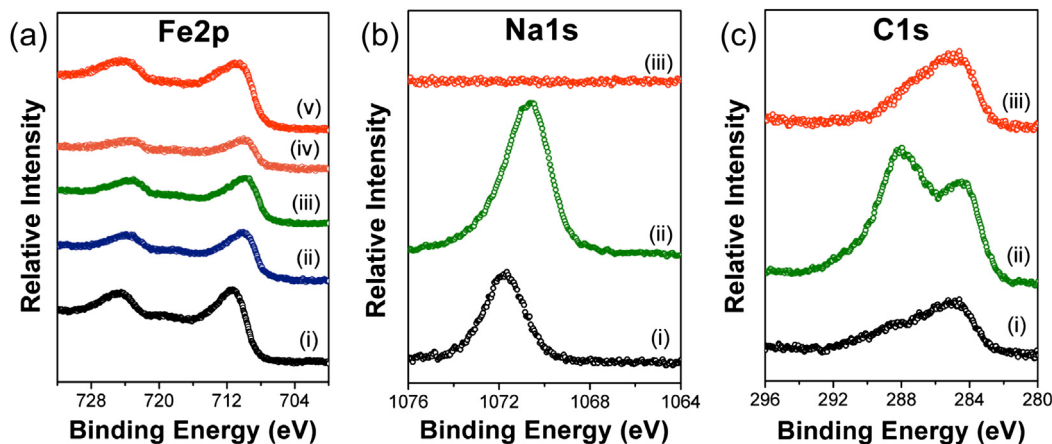 (a)
Fe2p
Relative Intensity
(v)
(iv)
(iii)
(ii)
(i)
728 720 712 704
Binding Energy (eV)
(b)
Na1s
Relative Intensity
(iii)
(ii)
(i)
1076 1072 1068 1064
Binding Energy (eV)
(c)
C1s
Relative Intensity
(iii)
(ii)
(i)
296 292 288 284 280
Binding Energy (eV)